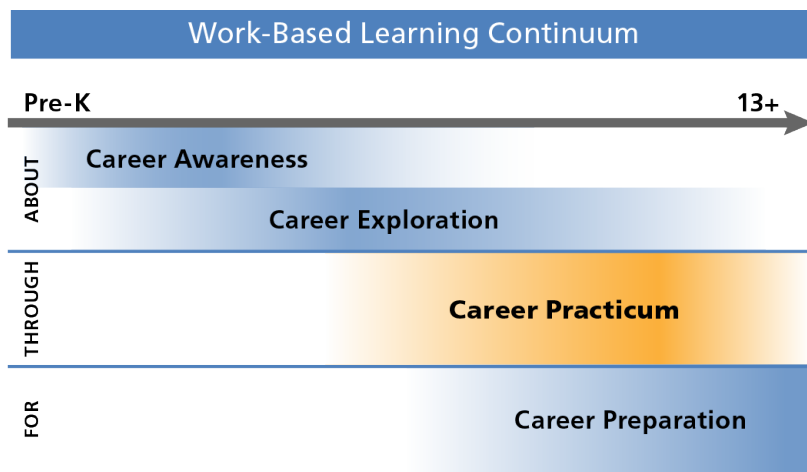 Work-Based Learning Continuum
Pre-K 13+
ABOUT
Career Awareness
Career Exploration
THROUGH
Career Practicum
FOR
Career Preparation